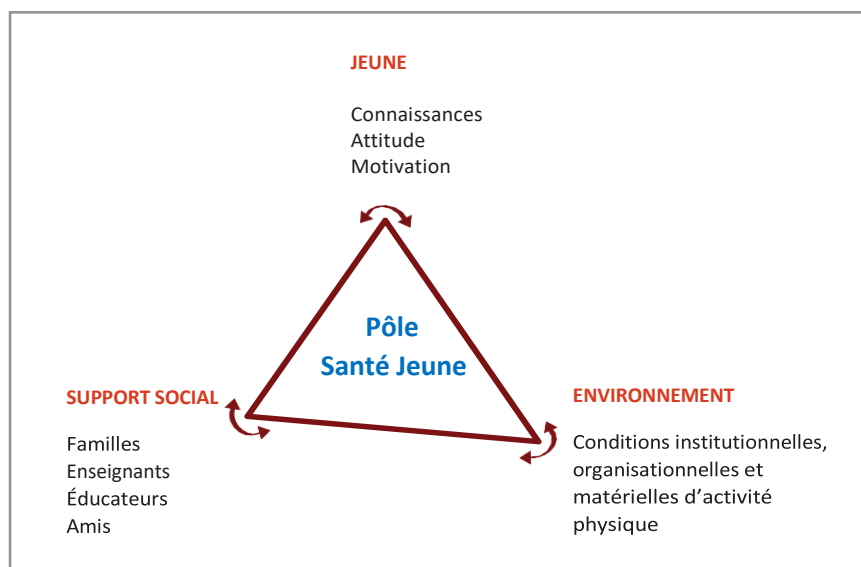 JEUNE
Connaissances
Attitude
Motivation
Pôle
Santé Jeune
SUPPORT SOCIAL
Familles
Enseignants
Éducateurs
Amis
ENVIRONNEMENT
Conditions institutionnelles,
organisationnelles et
matérielles d’activité
physique